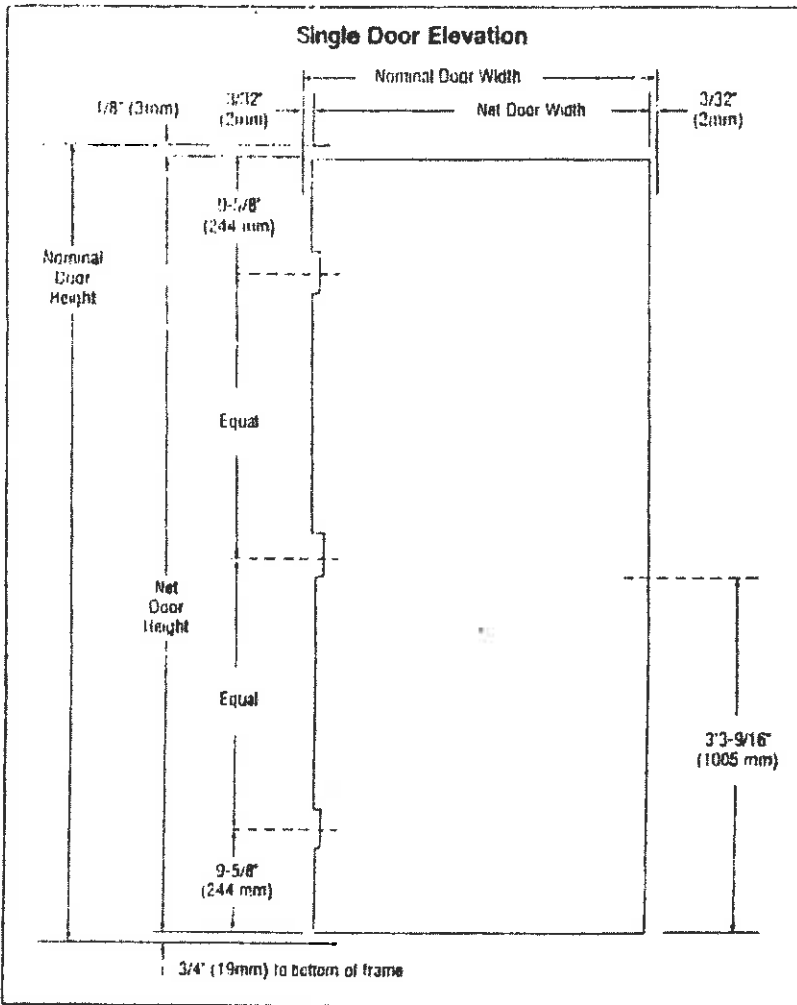 Single Door Elevation
Nominal Door Width
1/8" (3mm)
3/32"
(2mm)
Net Door Width
3/32"
(2mm)
9-5/8"
(244 mm)
Nominal
Door
Height
Equal
Net
Door
Height
Equal
3'3-9/16"
(1005 mm)
9-5/8"
(244 mm)
3/4" (19mm) to bottom of frame